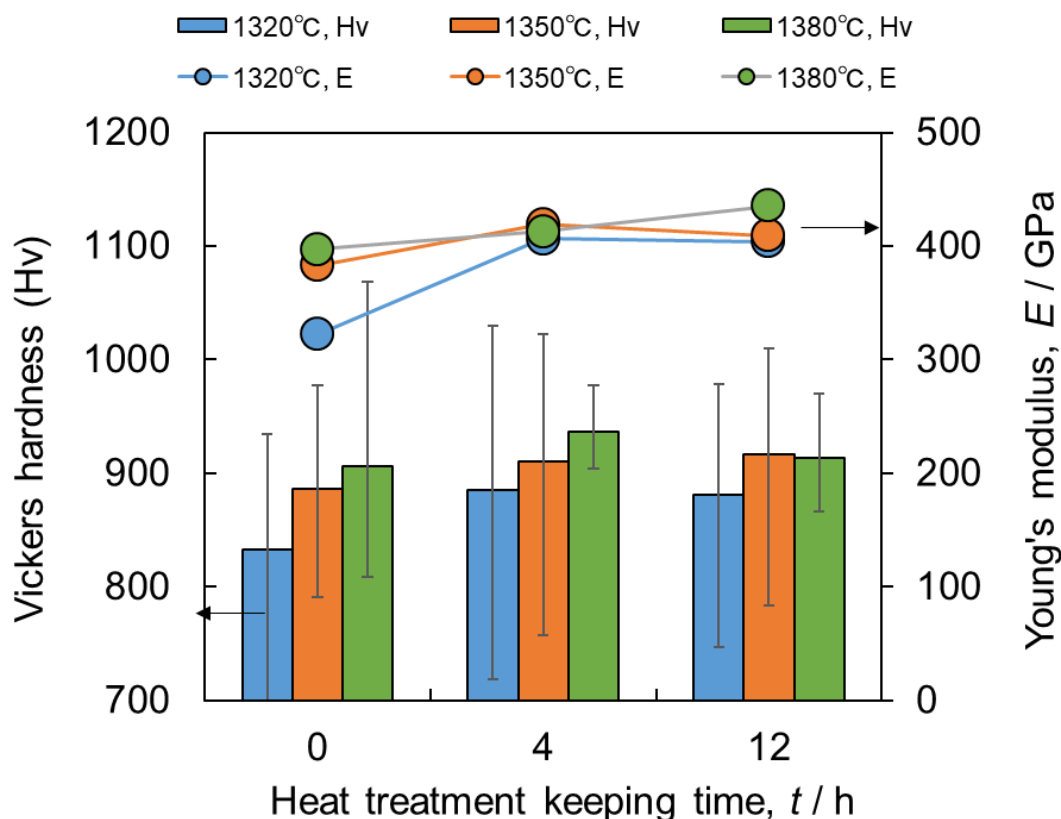 1320℃, Hv 1350℃, Hv 1380℃, Hv
1320℃, E 1350℃, E 1380℃, E
1200 500
1100 400
1000 300
900 200
800 100
700 0
Vickers hardness (Hv)
Young's modulus, E / GPa
0 4 12
Heat treatment keeping time, t / h